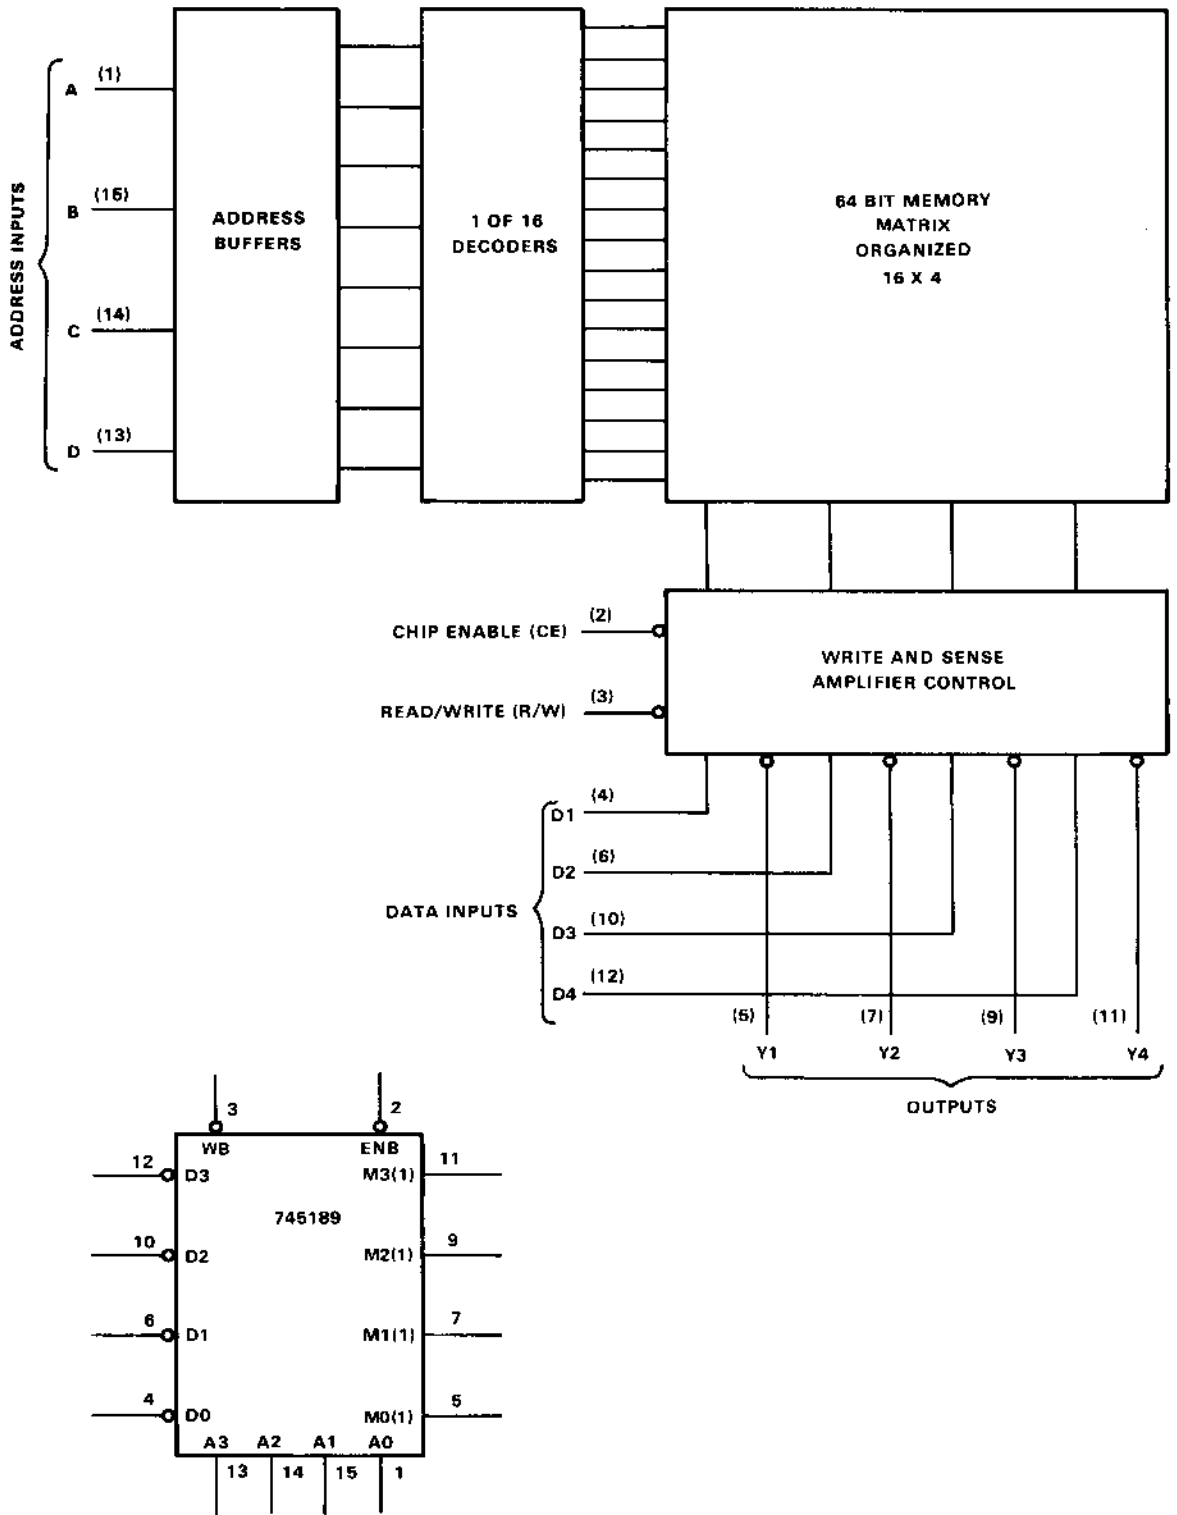 ADDRESS INPUTS
A (1)
B (15)
C (14)
D (13)
ADDRESS
BUFFERS
1 OF 16
DECODERS
64 BIT MEMORY
MATRIX
ORGANIZED
16 X 4
CHIP ENABLE (CE) (2)
READ/WRITE (R/W) (3)
WRITE AND SENSE
AMPLIFIER CONTROL
DATA INPUTS
D1 (4)
D2 (6)
D3 (10)
D4 (12)
(5) (7) (9) (11)
Y1 Y2 Y3 Y4
OUTPUTS
3 2
WB ENB
12 D3 M3(1) 11
745189
10 D2 M2(1) 9
6 D1 M1(1) 7
4 D0 M0(1) 5
A3 A2 A1 A0
13 14 15 1